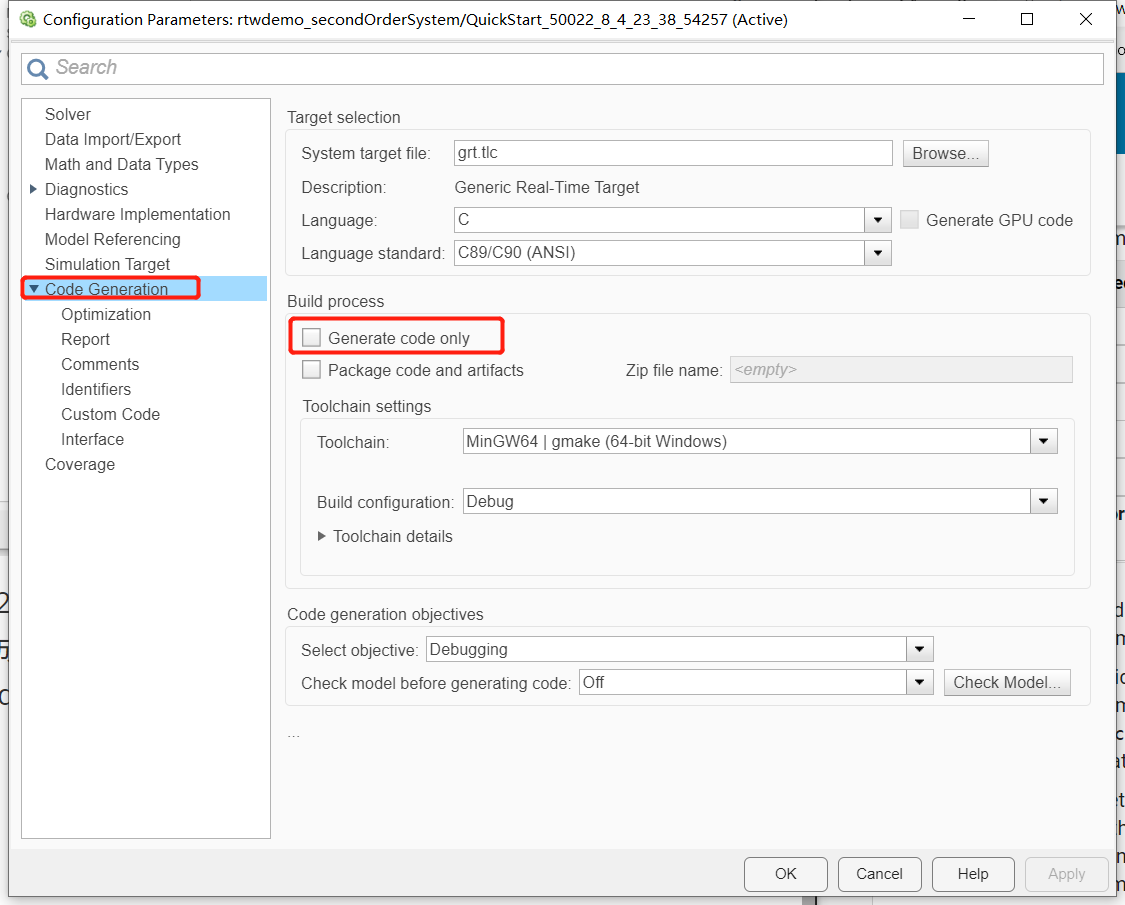 Configuration Parameters: rtwdemo_secondOrderSystem/QuickStart_50022_8_4_23_38_54257 (Active)
Search
Solver
Data Import/Export
Math and Data Types
Diagnostics
Hardware Implementation
Model Referencing
Simulation Target
Code Generation
Optimization
Report
Comments
Identifiers
Custom Code
Interface
Coverage
Target selection
System target file: grt.tlc Browse...
Description: Generic Real-Time Target
Language: C Generate GPU code
Language standard: C89/C90 (ANSI)
Build process
Generate code only
Package code and artifacts Zip file name: <empty>
Toolchain settings
Toolchain: MinGW64 | gmake (64-bit Windows)
Build configuration: Debug
Toolchain details
Code generation objectives
Select objective: Debugging
Check model before generating code: Off Check Model...
...
OK Cancel Help Apply